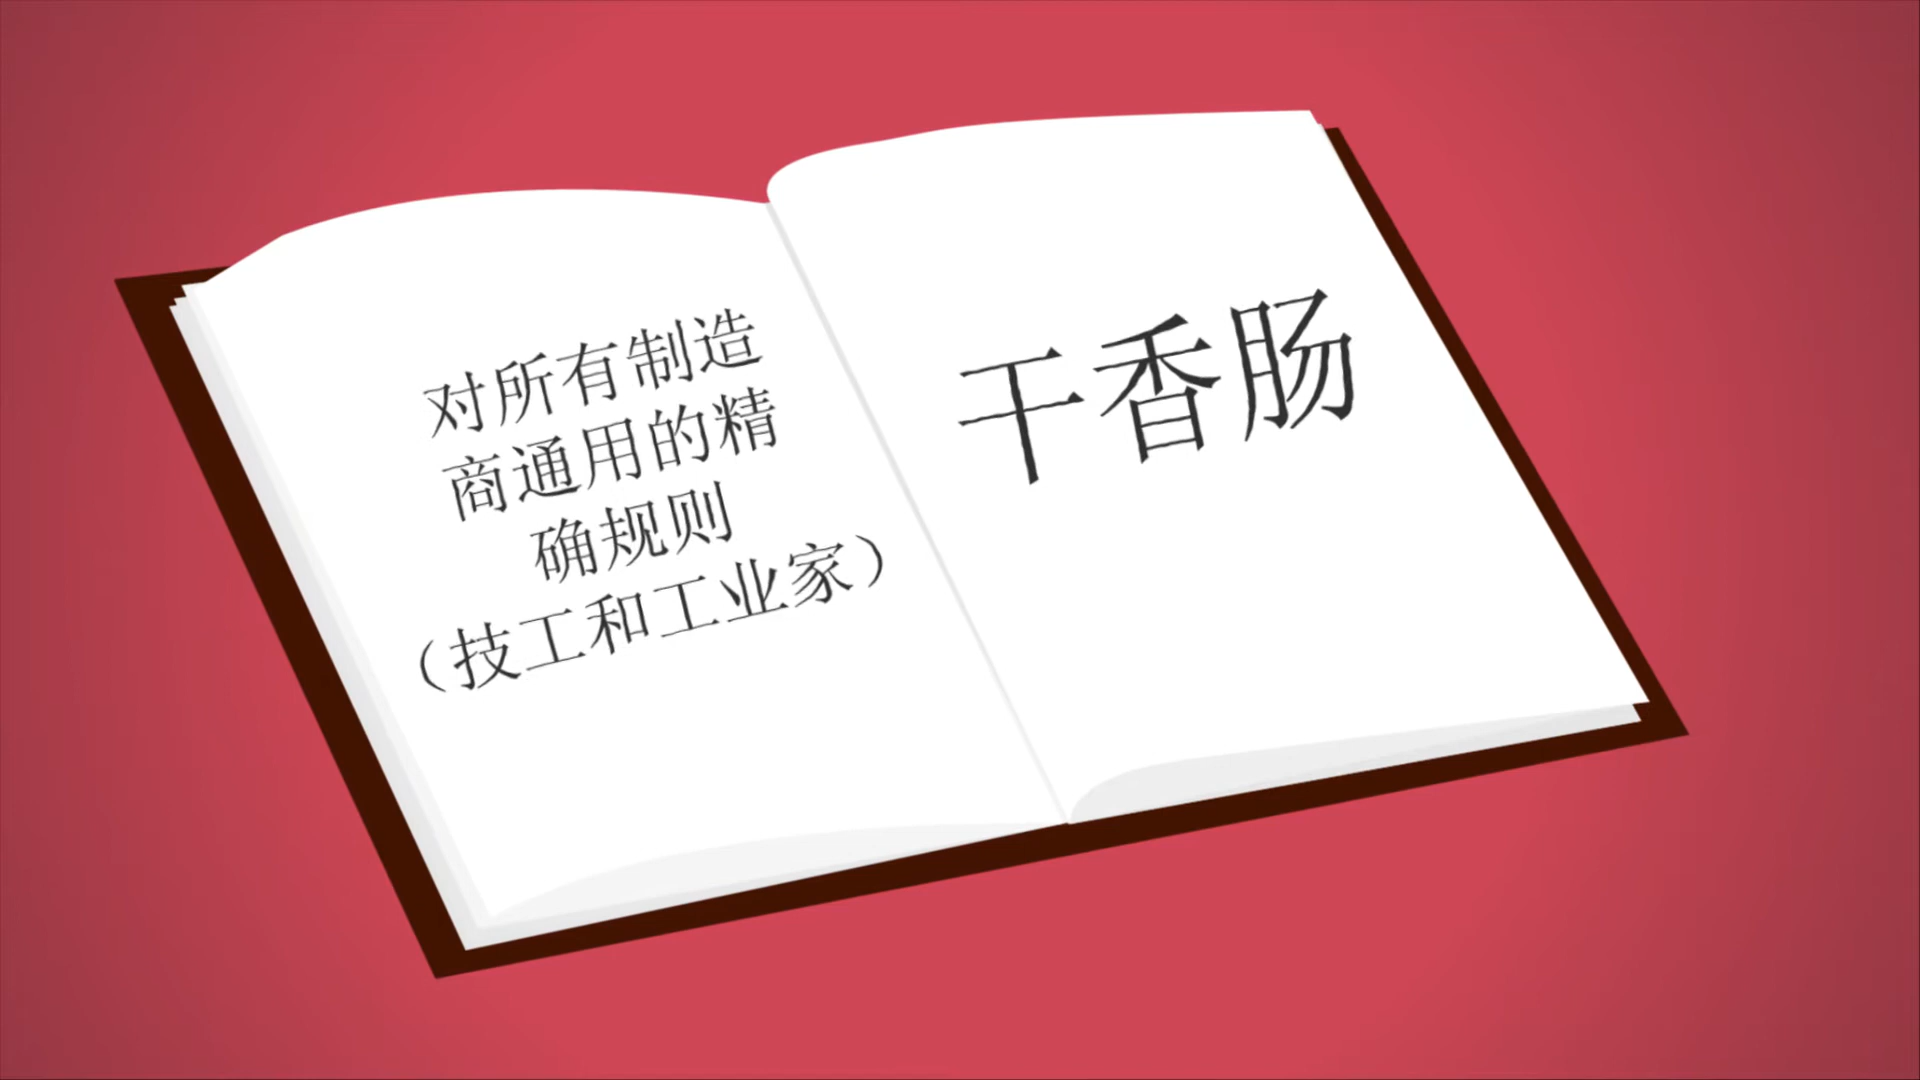 对所有制造
商通用的精
确规则
（技工和工业家）
干香肠